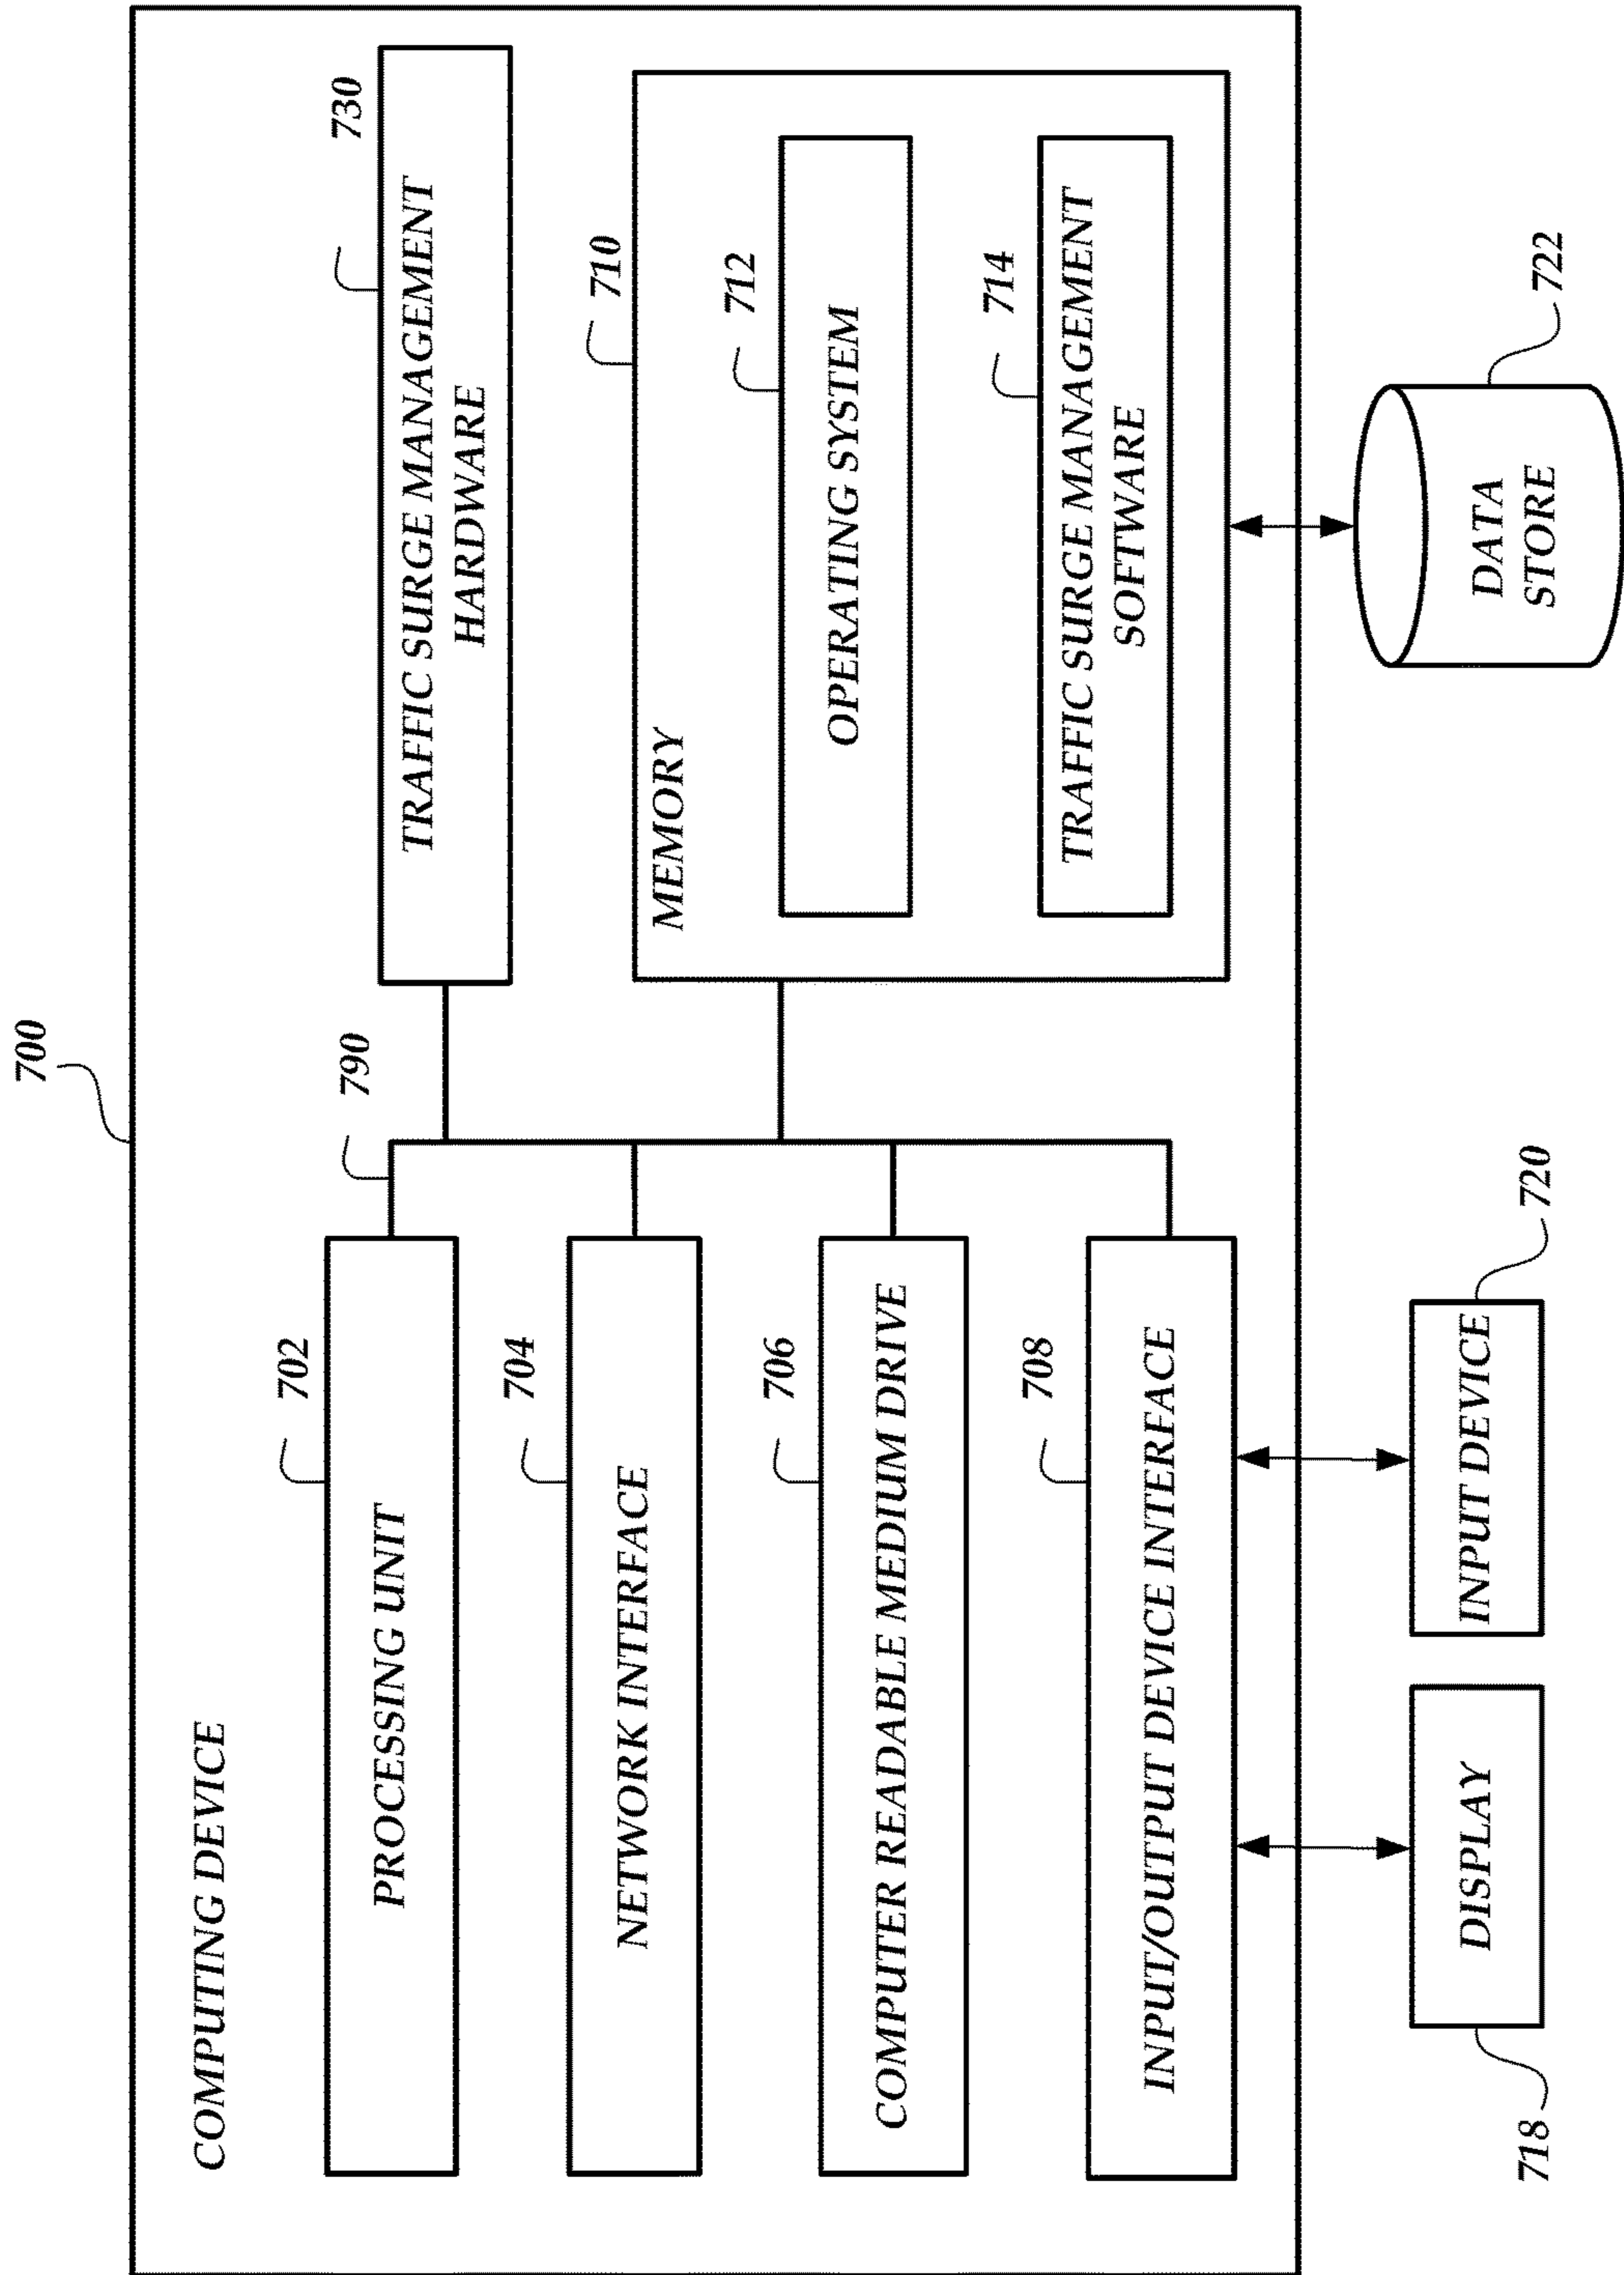 700
COMPUTING DEVICE
702
PROCESSING UNIT
704
NETWORK INTERFACE
706
COMPUTER READABLE MEDIUM DRIVE
708
INPUT/OUTPUT DEVICE INTERFACE
790
730
TRAFFIC SURGE MANAGEMENT
HARDWARE
710
MEMORY
712
OPERATING SYSTEM
714
TRAFFIC SURGE MANAGEMENT
SOFTWARE
718
DISPLAY
INPUT DEVICE
720
DATA
STORE
722